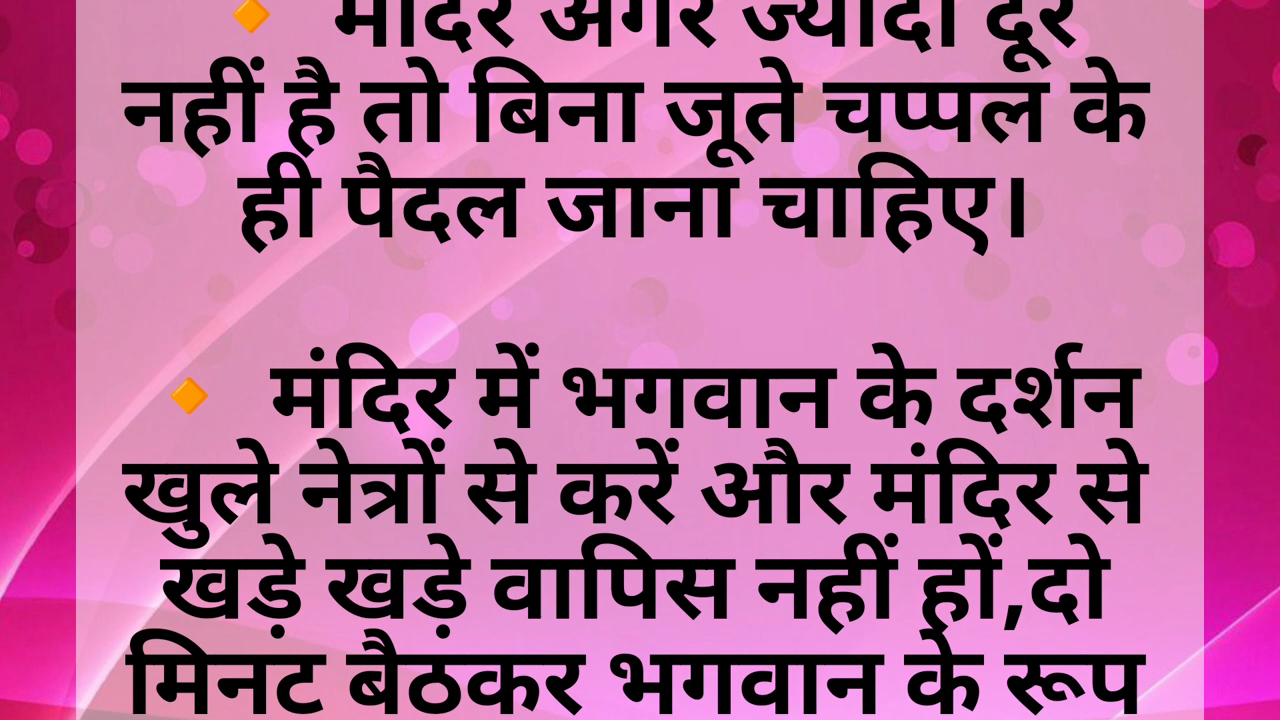 🔸 मंदिर अगर ज्यादा दूर
नहीं है तो बिना जूते चप्पल के
ही पैदल जाना चाहिए।
🔸 मंदिर में भगवान के दर्शन
खुले नेत्रों से करें और मंदिर से
खड़े खड़े वापिस नहीं हों,दो
मिनट बैठकर भगवान के रूप